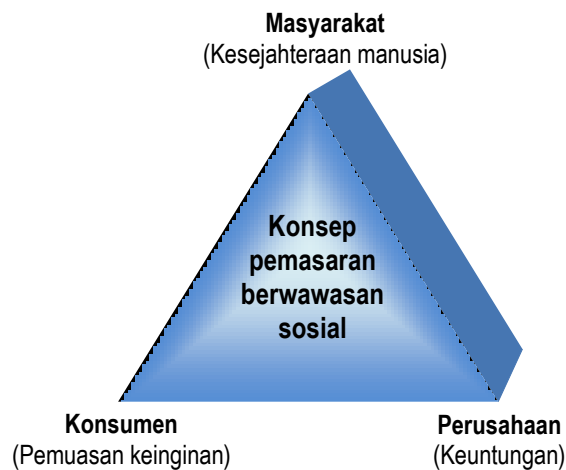 Masyarakat
(Kesejahteraan manusia)
Konsep
pemasaran
berwawasan
sosial
Konsumen
(Pemuasan keinginan)
Perusahaan
(Keuntungan)